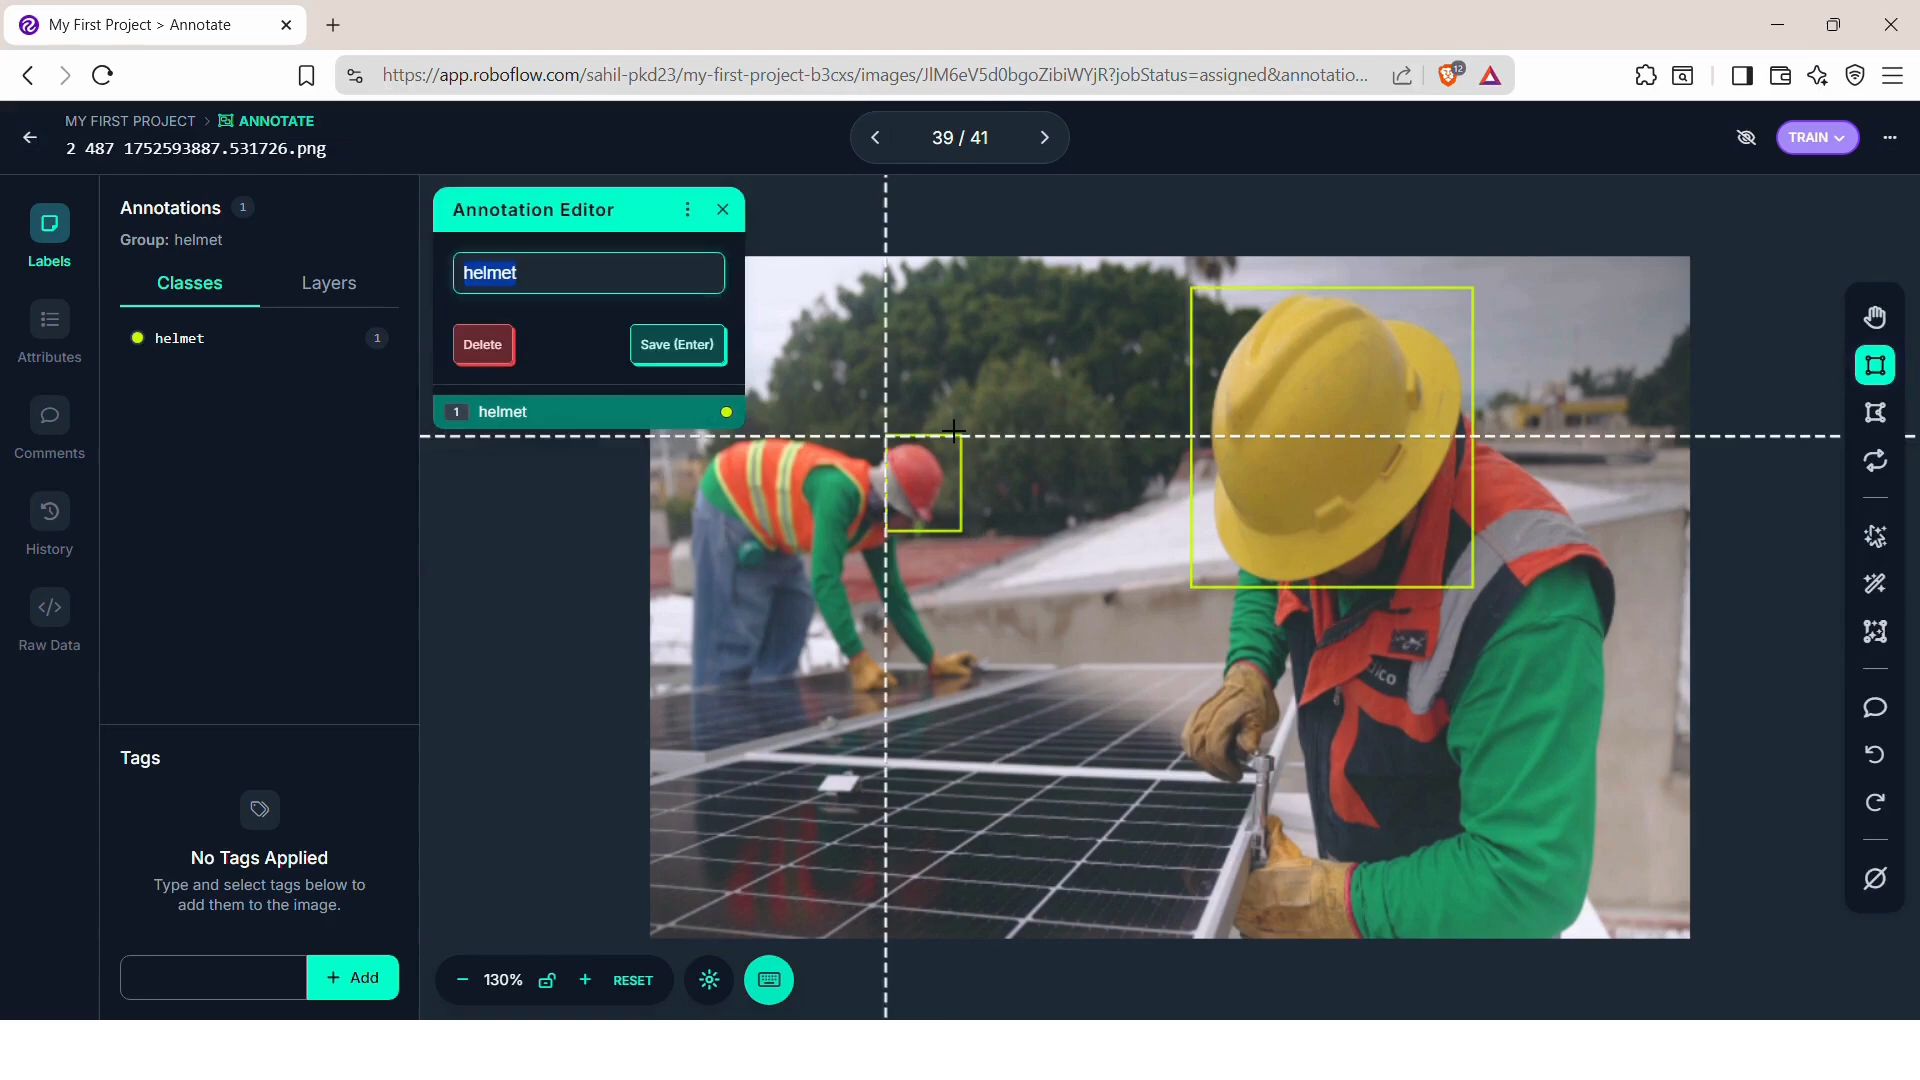 My First Project > Annotate
https://app.roboflow.com/sahil-pkd23/my-first-project-b3cxs/images/JlM6eV5d0bgoZibiWYjR?jobStatus=assigned&annotatio...
12
MY FIRST PROJECT > ANNOTATE
2 487 1752593887.531726.png
39 / 41
TRAIN
Labels
Attributes
Comments
History
Raw Data
Annotations 1
Group: helmet
Classes Layers
helmet 1
Annotation Editor
helmet
Delete
Save (Enter)
1 helmet
Tags
No Tags Applied
Type and select tags below to
add them to the image.
+ Add
130%
RESET